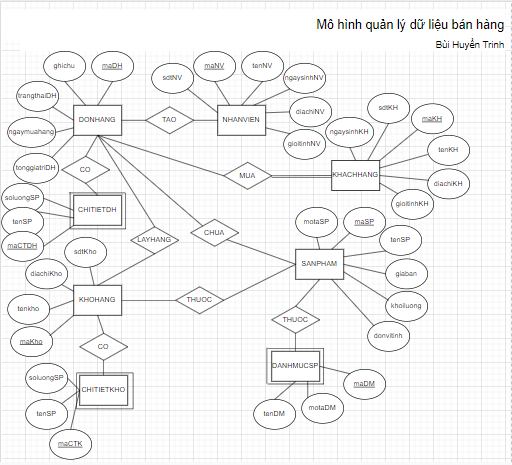 Mô hình quản lý dữ liệu bán hàng
Bùi Huyền Trinh
ghichu
maDH
trangthaiDH
ngaymuahang
tonggiatriDH
DONHANG
TAO
NHANVIEN
sdtNV
maNV
tenNV
ngaysinhNV
diachiNV
gioitinhNV
sdtKH
maKH
ngaysinhKH
tenKH
diachKH
gioitinhKH
KHACHHANG
MUA
CO
soluongSP
tenSP
maCTDH
CHITIETDH
LAYHANG
CHUA
motaSP
maSP
tenSP
giaban
khoiluong
donvitinh
SANPHAM
sdtKho
diachiKho
tenkho
maKho
KHOHANG
THUOC
THUOC
CO
soluongSP
tenSP
maCTK
CHITIETKHO
DANHMUCSP
maDM
motaDM
tenDM